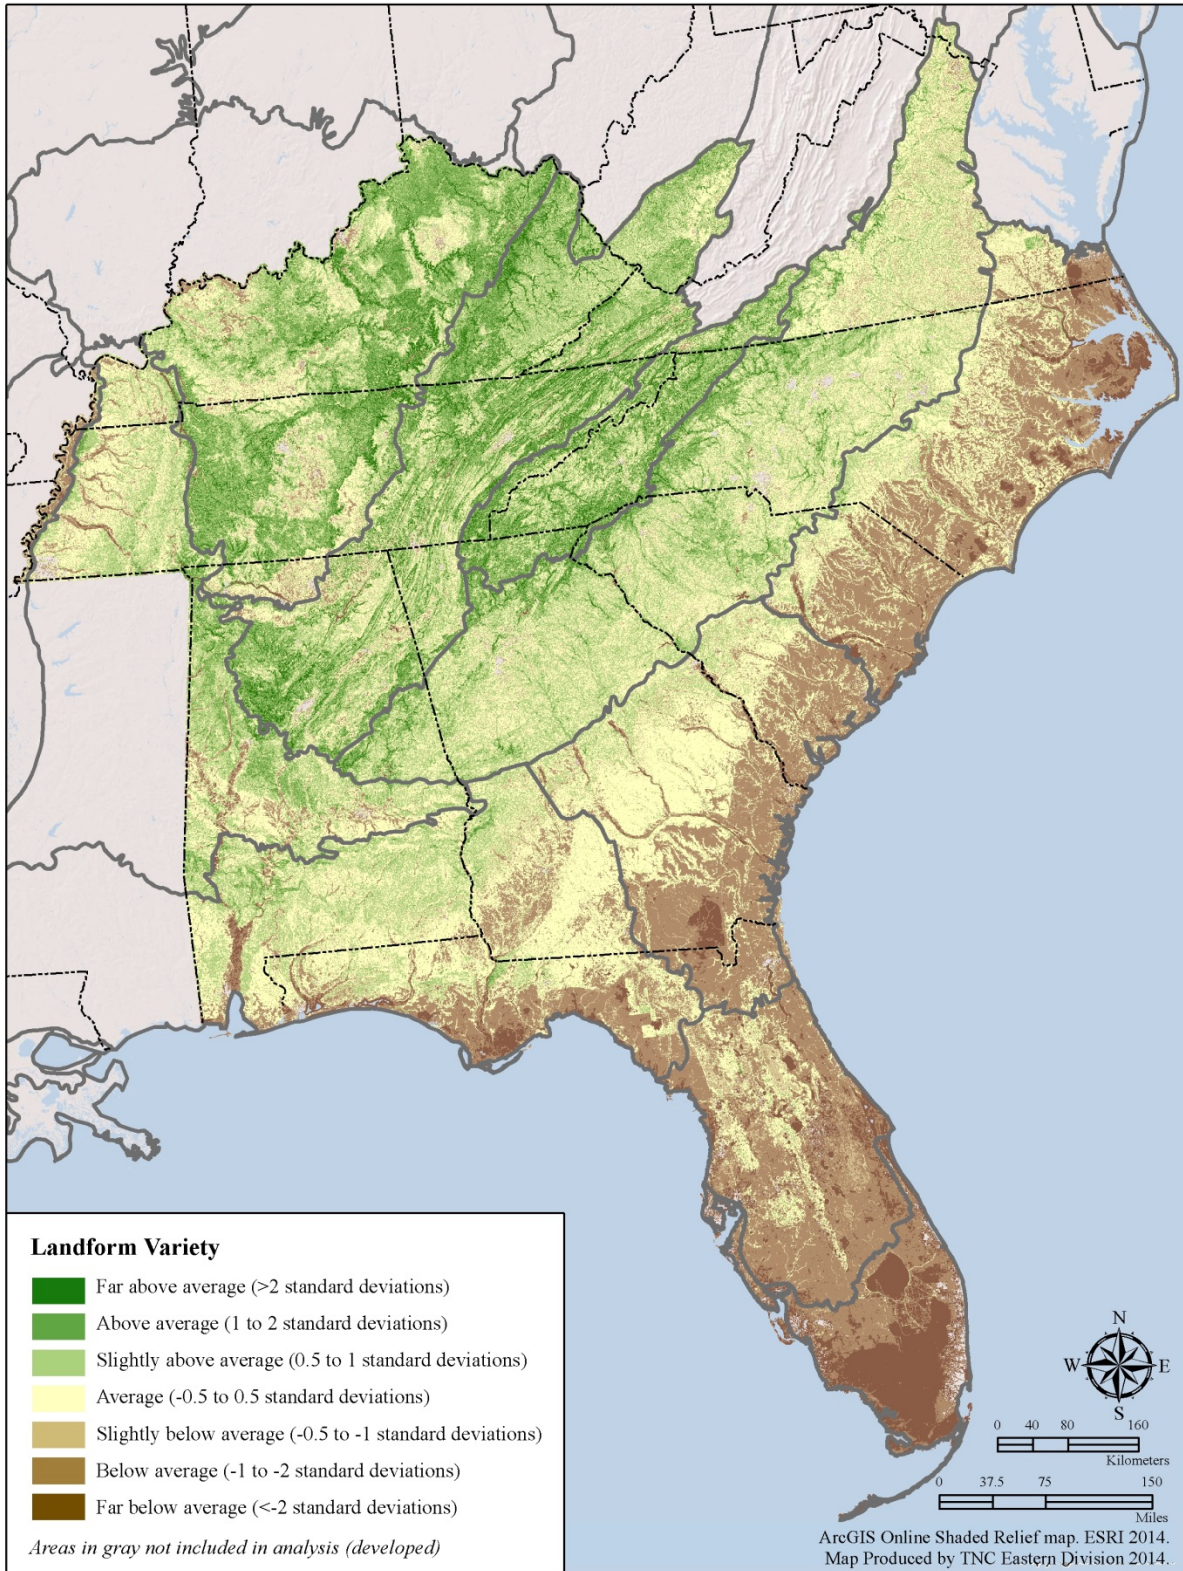 Landform Variety
Far above average (>2 standard deviations)
Above average (1 to 2 standard deviations)
Slightly above average (0.5 to 1 standard deviations)
Average (-0.5 to 0.5 standard deviations)
Slightly below average (-0.5 to -1 standard deviations)
Below average (-1 to -2 standard deviations)
Far below average (<-2 standard deviations)
Areas in gray not included in analysis (developed)
N
W E
S
0 40 80 160
Kilometers
0 37.5 75 150
Miles
ArcGIS Online Shaded Relief map. ESRI 2014.
Map Produced by TNC Eastern Division 2014.